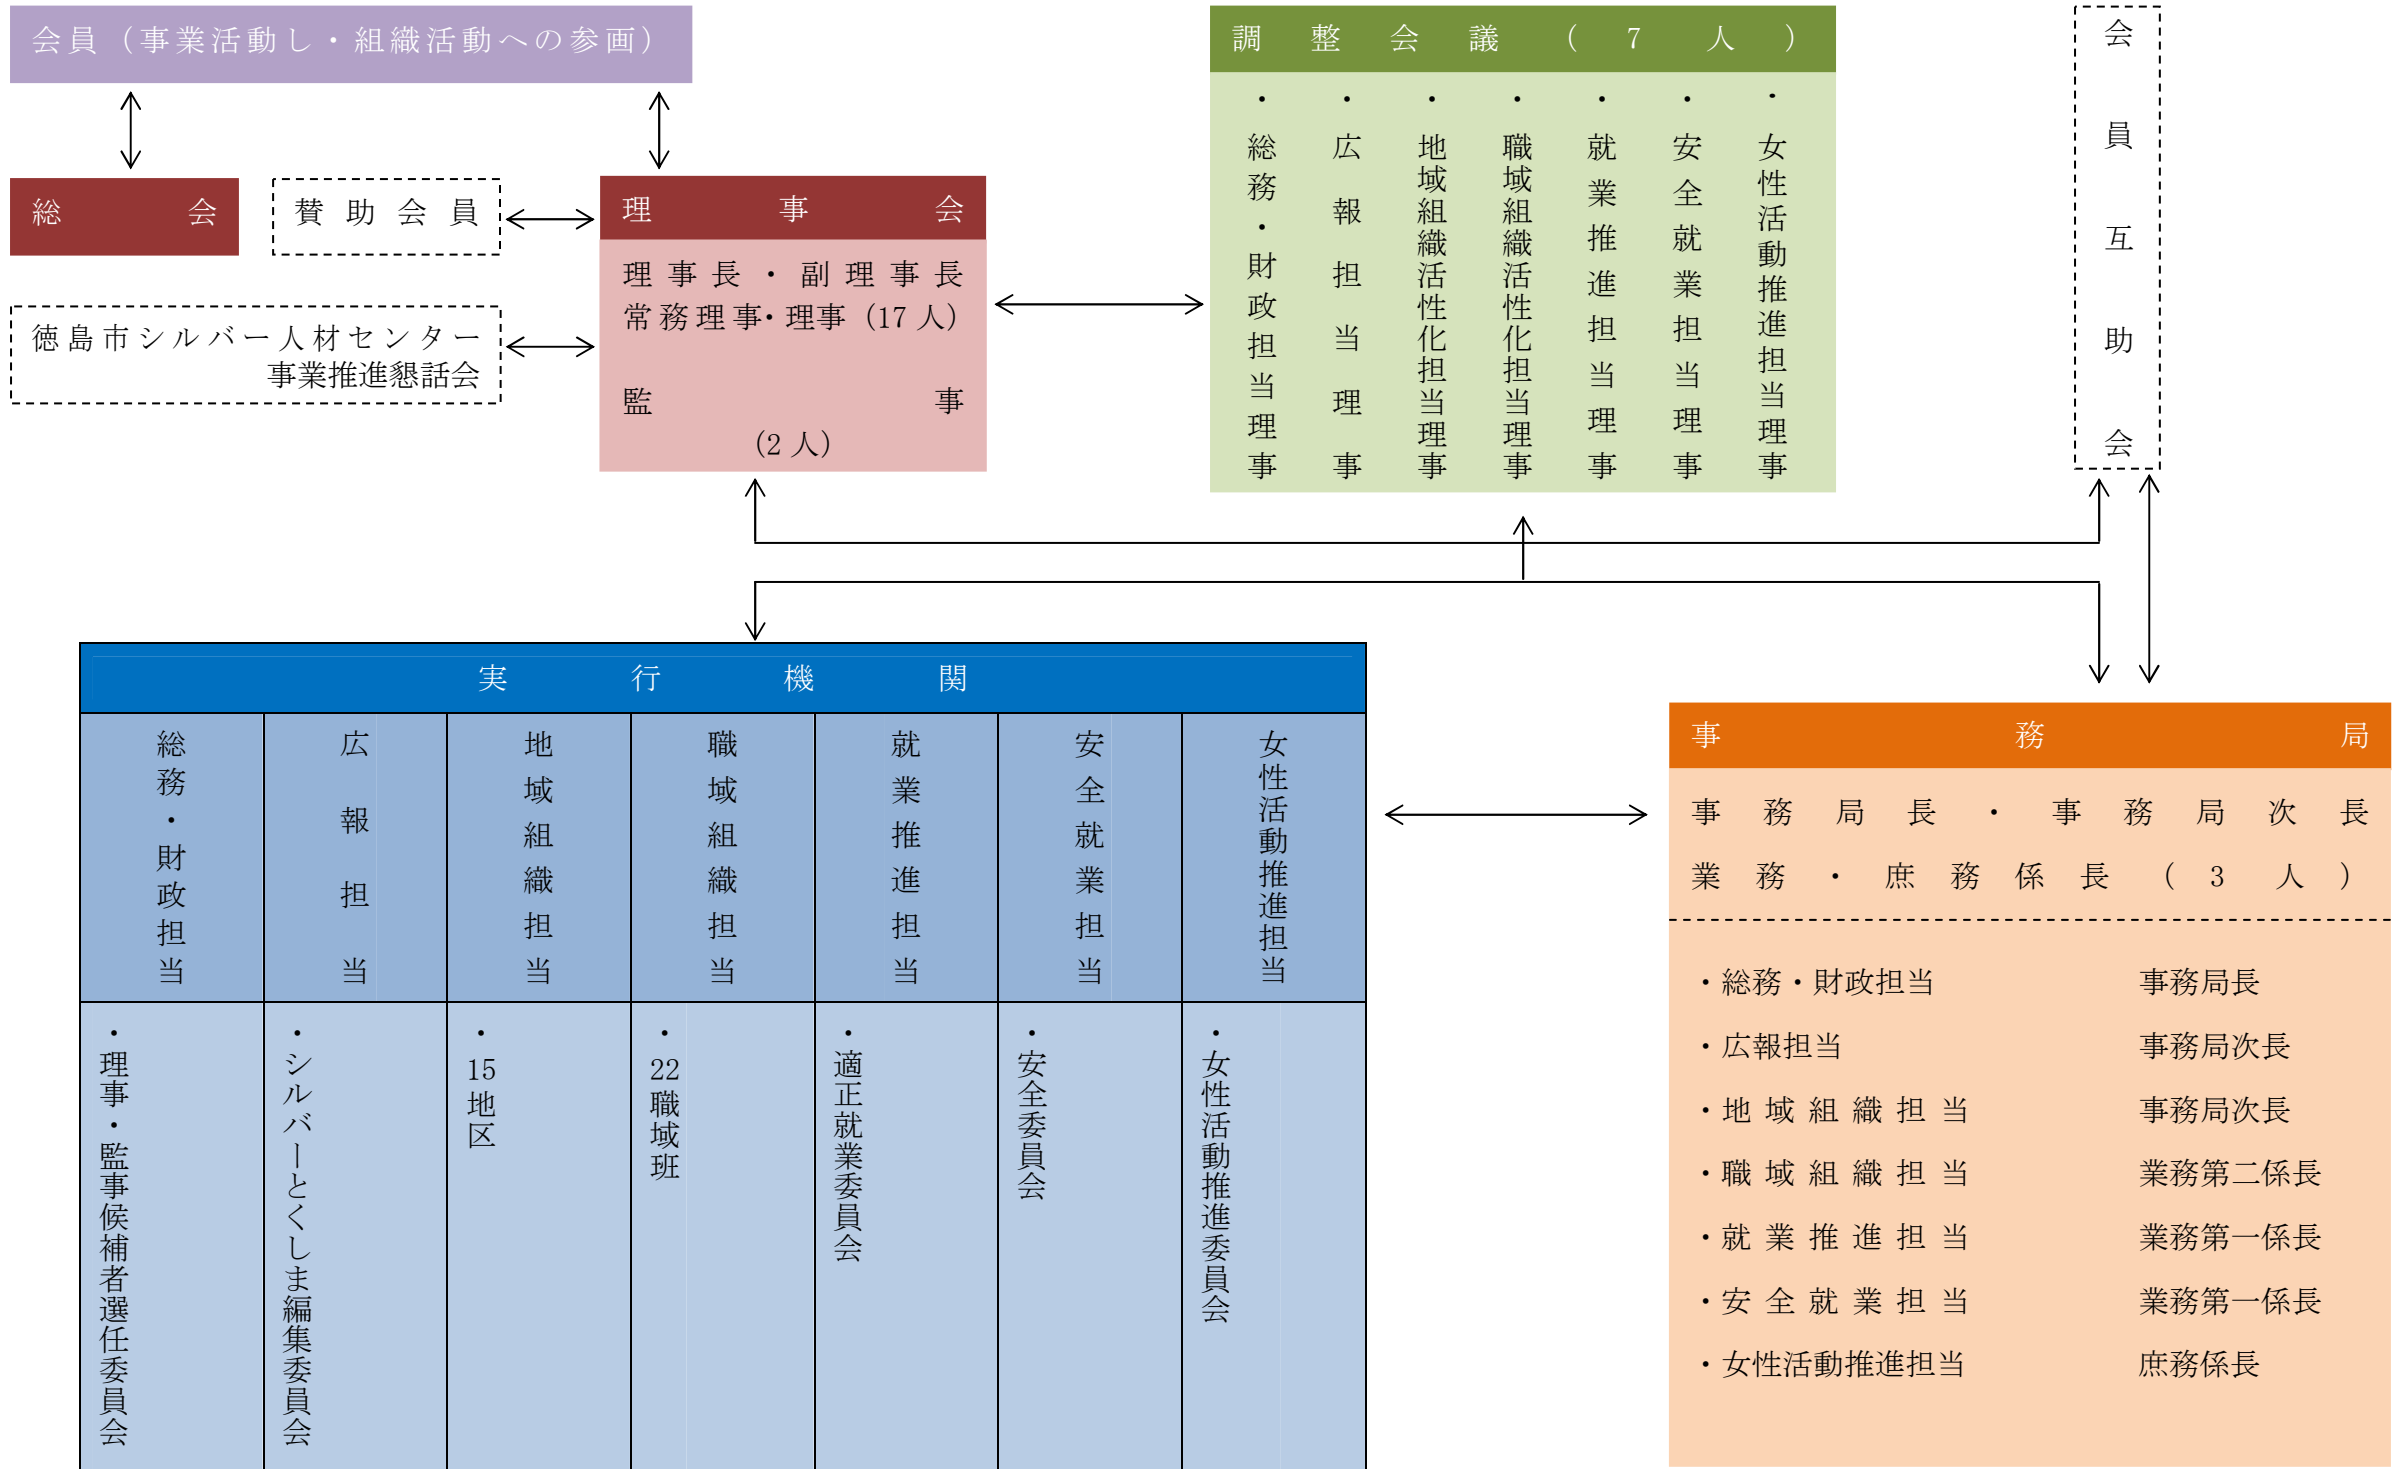 会員（事業活動し・組織活動への参画）
総会
賛助会員
徳島市シルバー人材センター
事業推進懇話会
理事会
理事長・副理事長
常務理事・理事（17人）
監事
（2人）
調整会議（7人）
・総務・財政担当理事
・広報担当理事
・地域組織活性化担当理事
・職域組織活性化担当理事
・就業推進担当理事
・安全就業担当理事
・女性活動推進担当理事
会員互助会
実行機関
総務・財政担当
広報担当
地域組織担当
職域組織担当
就業推進担当
安全就業担当
女性活動推進担当
・理事・監事候補者選任委員会
・シルバーとくしま編集委員会
・15地区
・22職域班
・適正就業委員会
・安全委員会
・女性活動推進委員会
事務局
事務局長・事務局次長
業務・庶務係長（3人）
・総務・財政担当 事務局長
・広報担当 事務局次長
・地域組織担当 事務局次長
・職域組織担当 業務第二係長
・就業推進担当 業務第一係長
・安全就業担当 業務第一係長
・女性活動推進担当 庶務係長